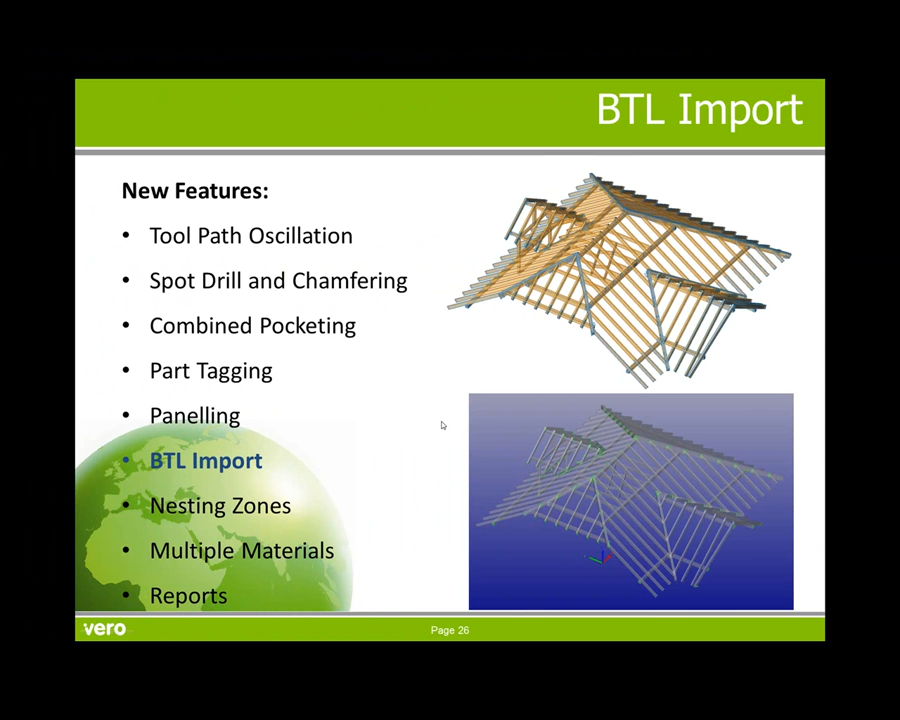 BTL Import
New Features:
• Tool Path Oscillation
• Spot Drill and Chamfering
• Combined Pocketing
• Part Tagging
• Panelling
• BTL Import
• Nesting Zones
• Multiple Materials
• Reports
vero
Page 26